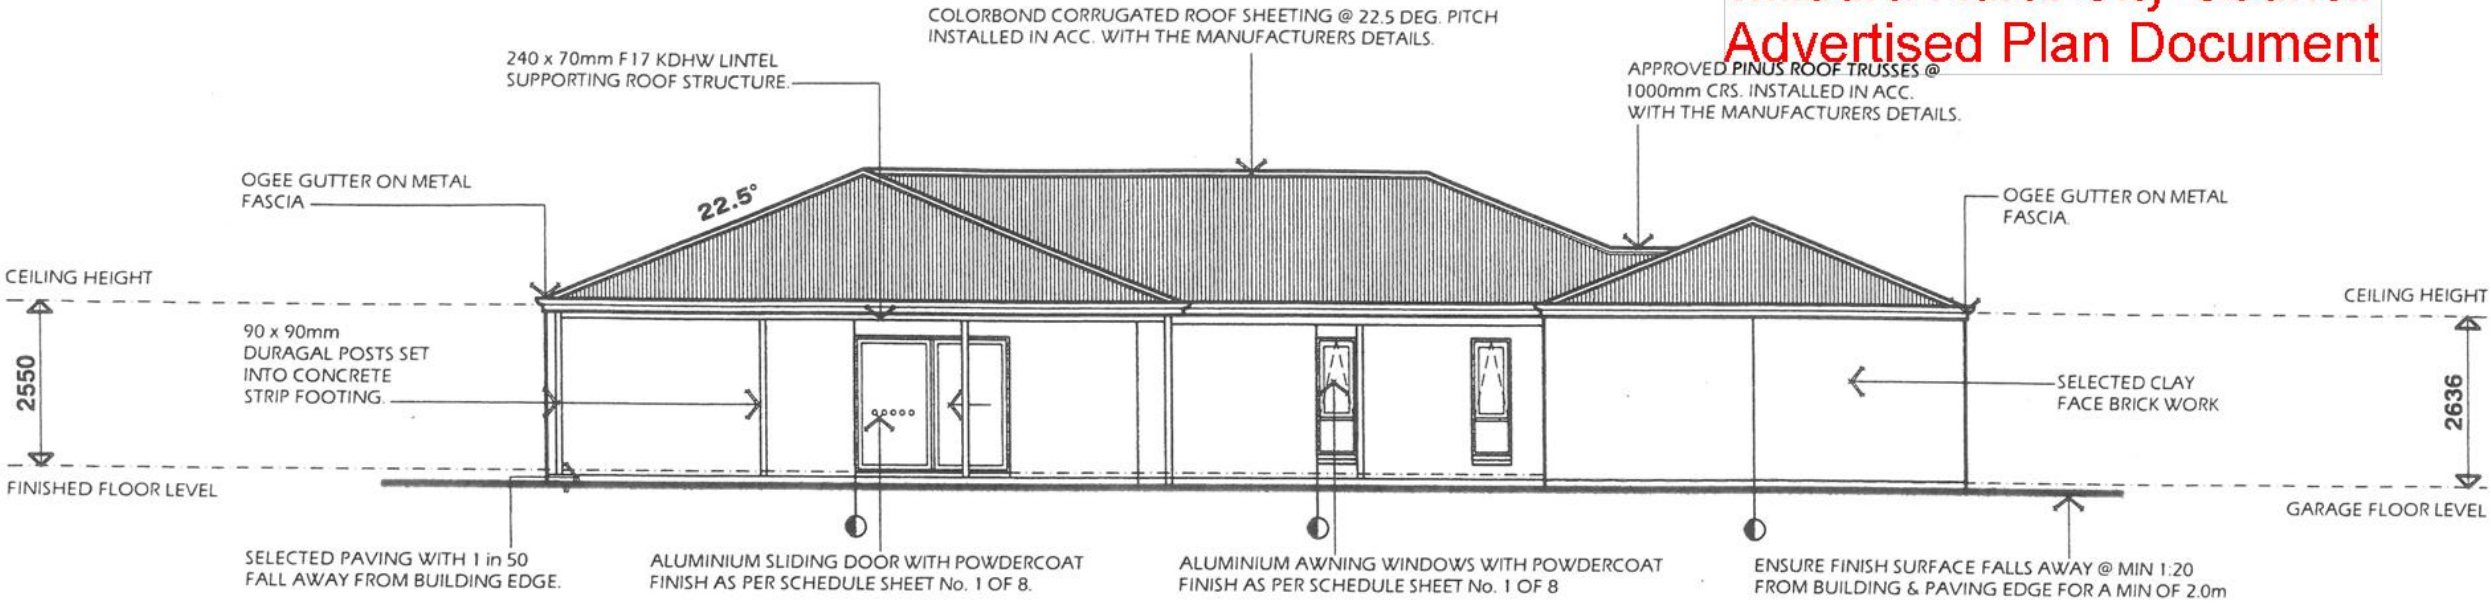 Advertised Plan Document
COLORBOND CORRUGATED ROOF SHEETING @ 22.5 DEG. PITCH
INSTALLED IN ACC. WITH THE MANUFACTURERS DETAILS.
240 x 70mm F17 KDHW LINTEL
SUPPORTING ROOF STRUCTURE.
APPROVED PINUS ROOF TRUSSES @
1000mm CRS. INSTALLED IN ACC.
WITH THE MANUFACTURERS DETAILS.
OGEE GUTTER ON METAL
FASCIA
22.5°
OGEE GUTTER ON METAL
FASCIA.
CEILING HEIGHT
CEILING HEIGHT
90 x 90mm
DURAGAL POSTS SET
INTO CONCRETE
STRIP FOOTING.
2550
SELECTED CLAY
FACE BRICK WORK
2636
FINISHED FLOOR LEVEL
GARAGE FLOOR LEVEL
SELECTED PAVING WITH 1 in 50
FALL AWAY FROM BUILDING EDGE.
ALUMINIUM SLIDING DOOR WITH POWDERCOAT
FINISH AS PER SCHEDULE SHEET No. 1 OF 8.
ALUMINIUM AWNING WINDOWS WITH POWDERCOAT
FINISH AS PER SCHEDULE SHEET No. 1 OF 8
ENSURE FINISH SURFACE FALLS AWAY @ MIN 1:20
FROM BUILDING & PAVING EDGE FOR A MIN OF 2.0m